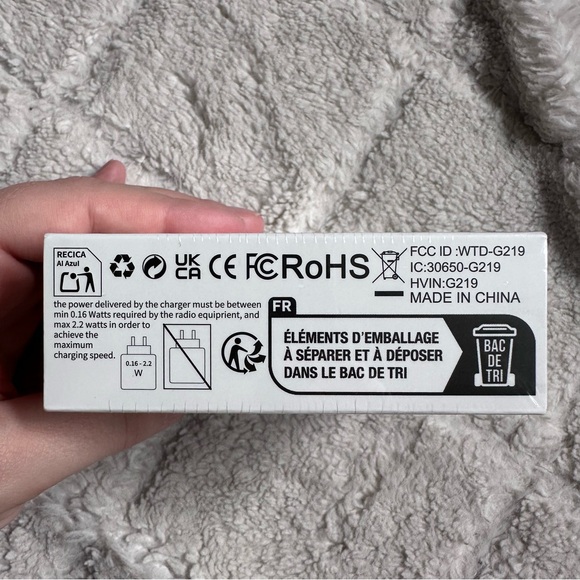 RECICA
Al Azul
UK
CA
CE
FC
RoHS
FCC ID :WTD-G219
IC:30650-G219
HVIN:G219
MADE IN CHINA
the power delivered by the charger must be between
min 0.16 Watts required by the radio equiprient, and
max 2.2 watts in order to
achieve the
maximum
charging speed.
0.16 - 2.2
W
FR
ÉLÉMENTS D'EMBALLAGE
À SÉPARER ET À DÉPOSER
DANS LE BAC DE TRI
BAC
DE
TRI